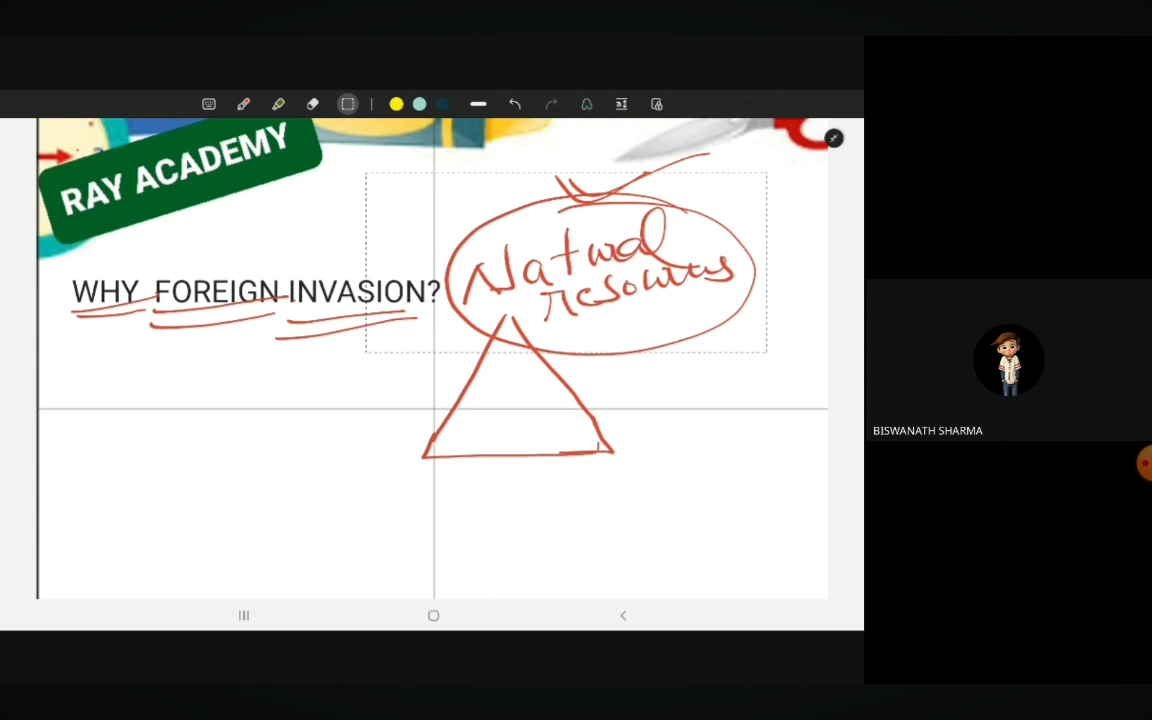 RAY ACADEMY
WHY FOREIGN INVASION?
Natural
resources
BISWANATH SHARMA